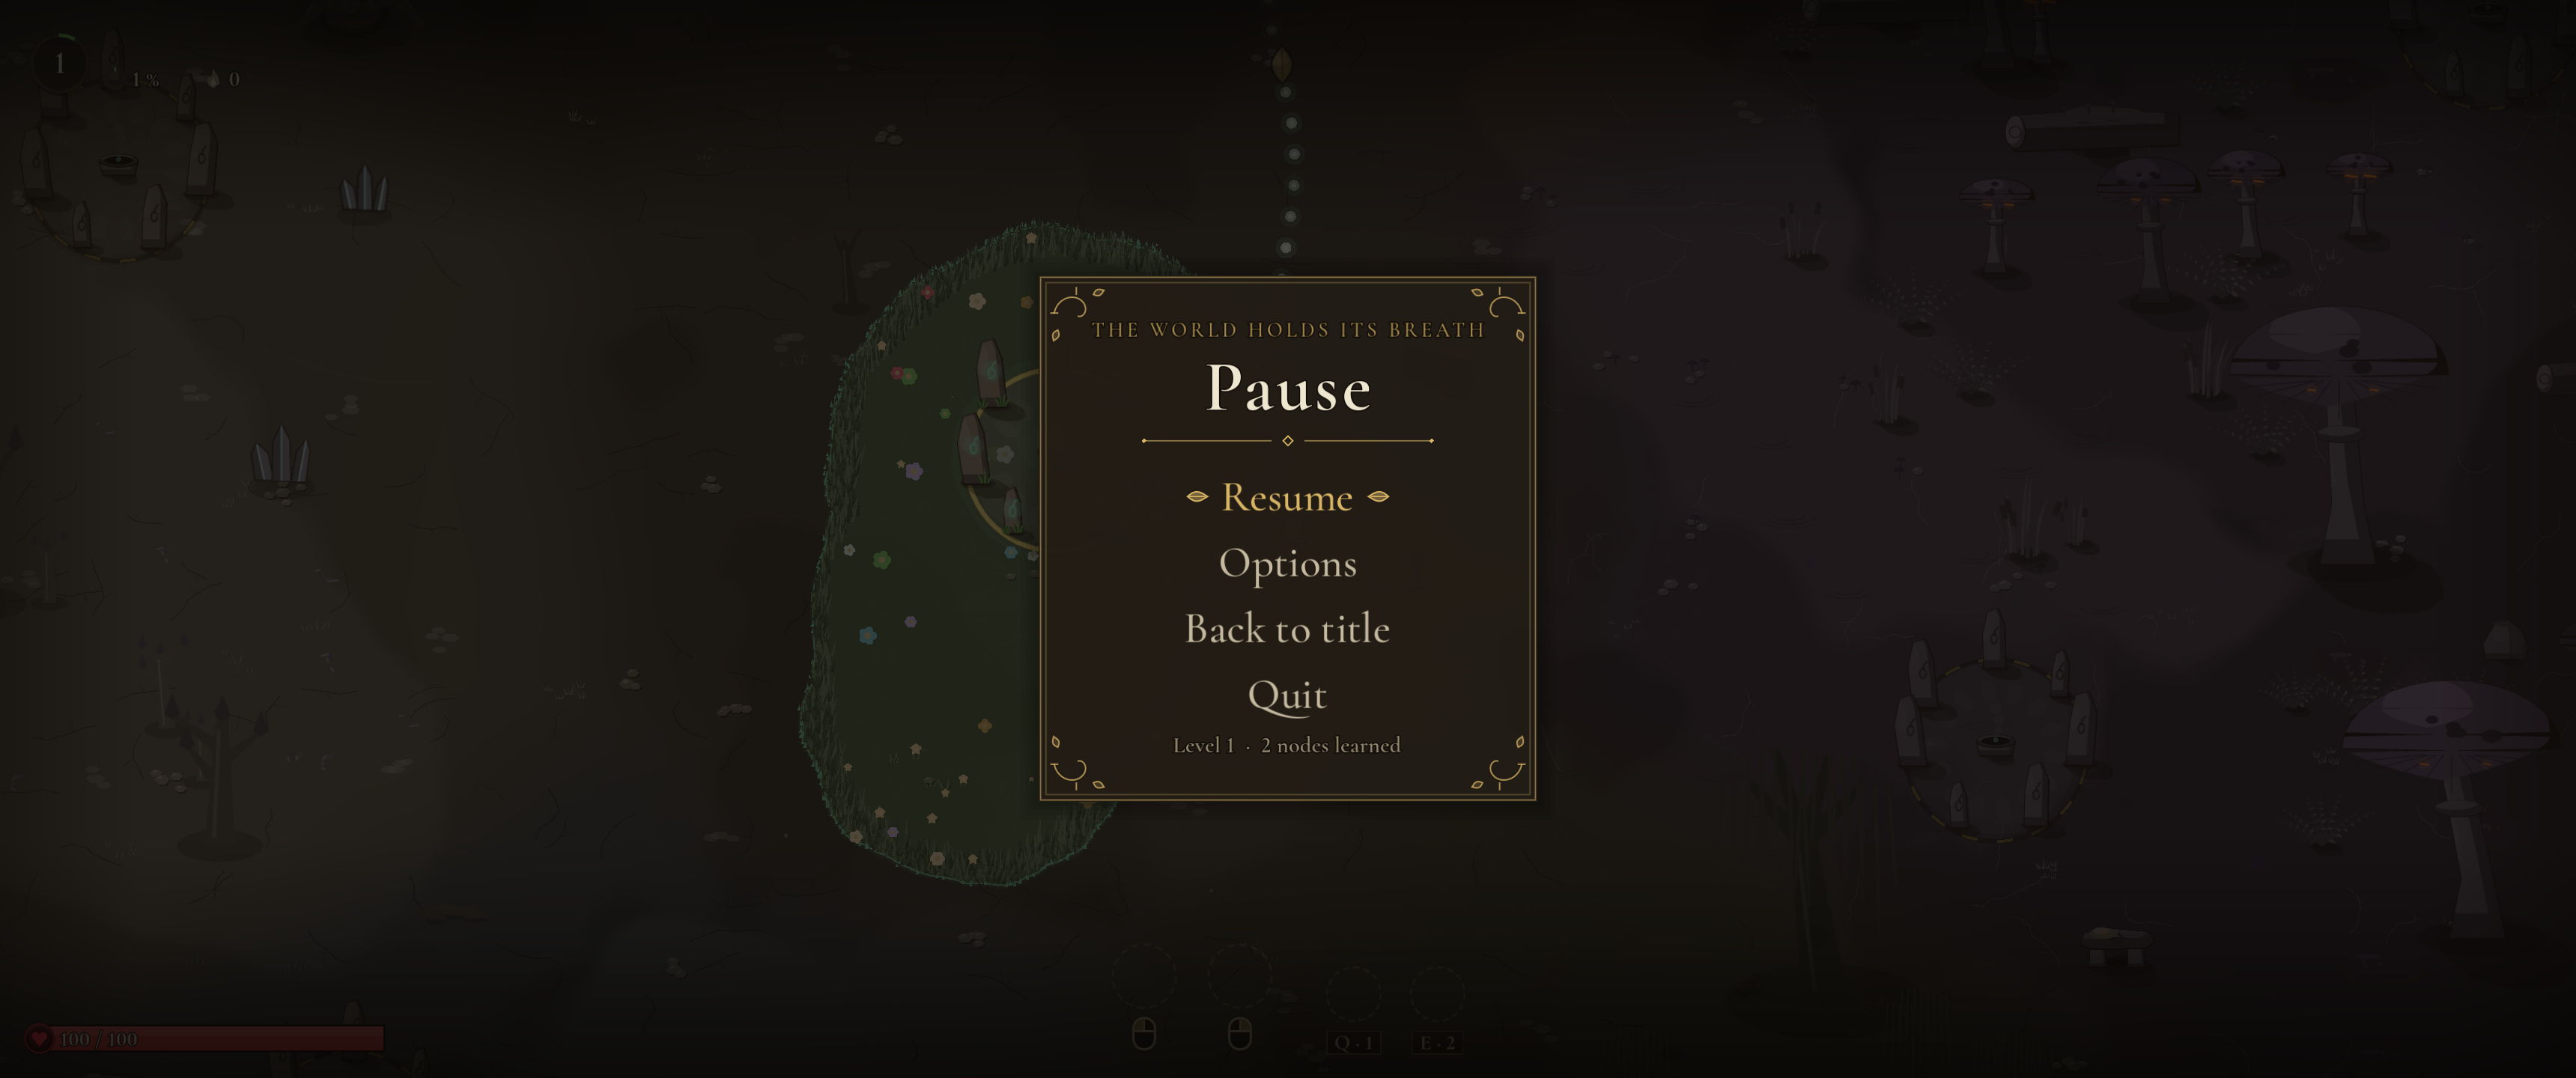 1
1 %
0
THE WORLD HOLDS ITS BREATH
Pause
Resume
Options
Back to title
Quit
Level 1 · 2 nodes learned
100 / 100
Q · 1
E · 2